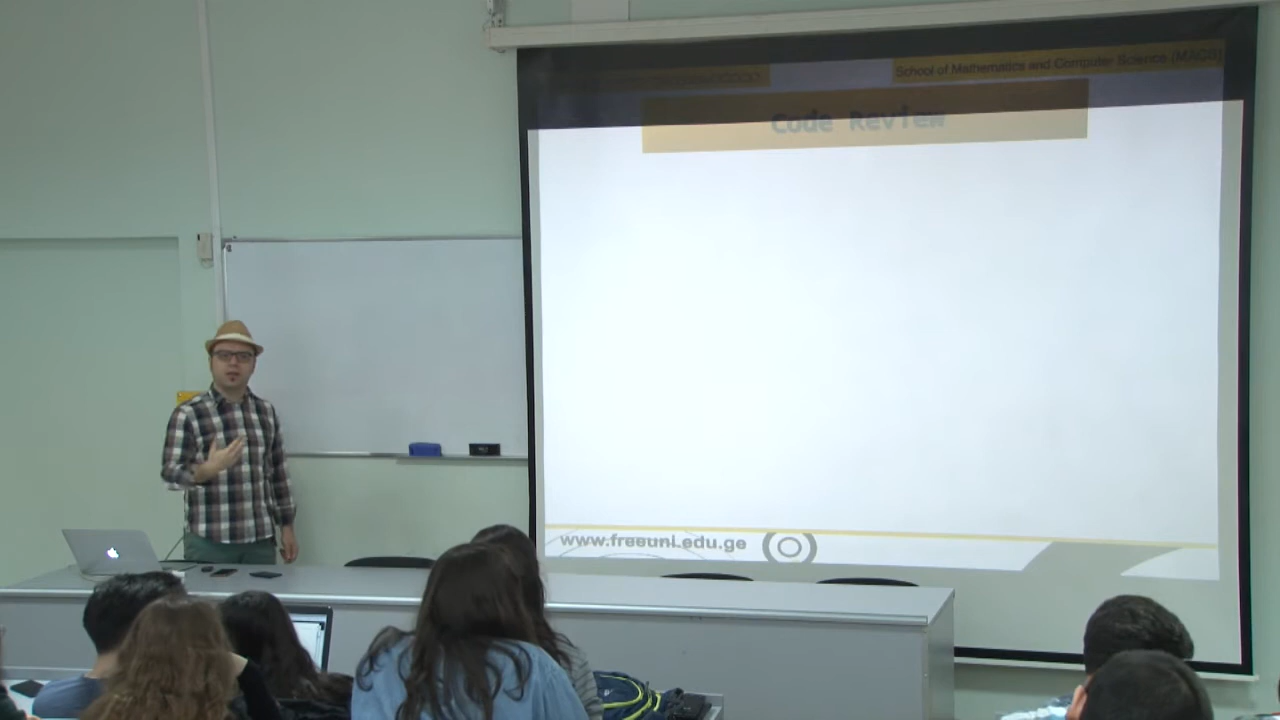 School of Mathematics and Computer Science (MACS)
Code Review
www.freeuni.edu.ge